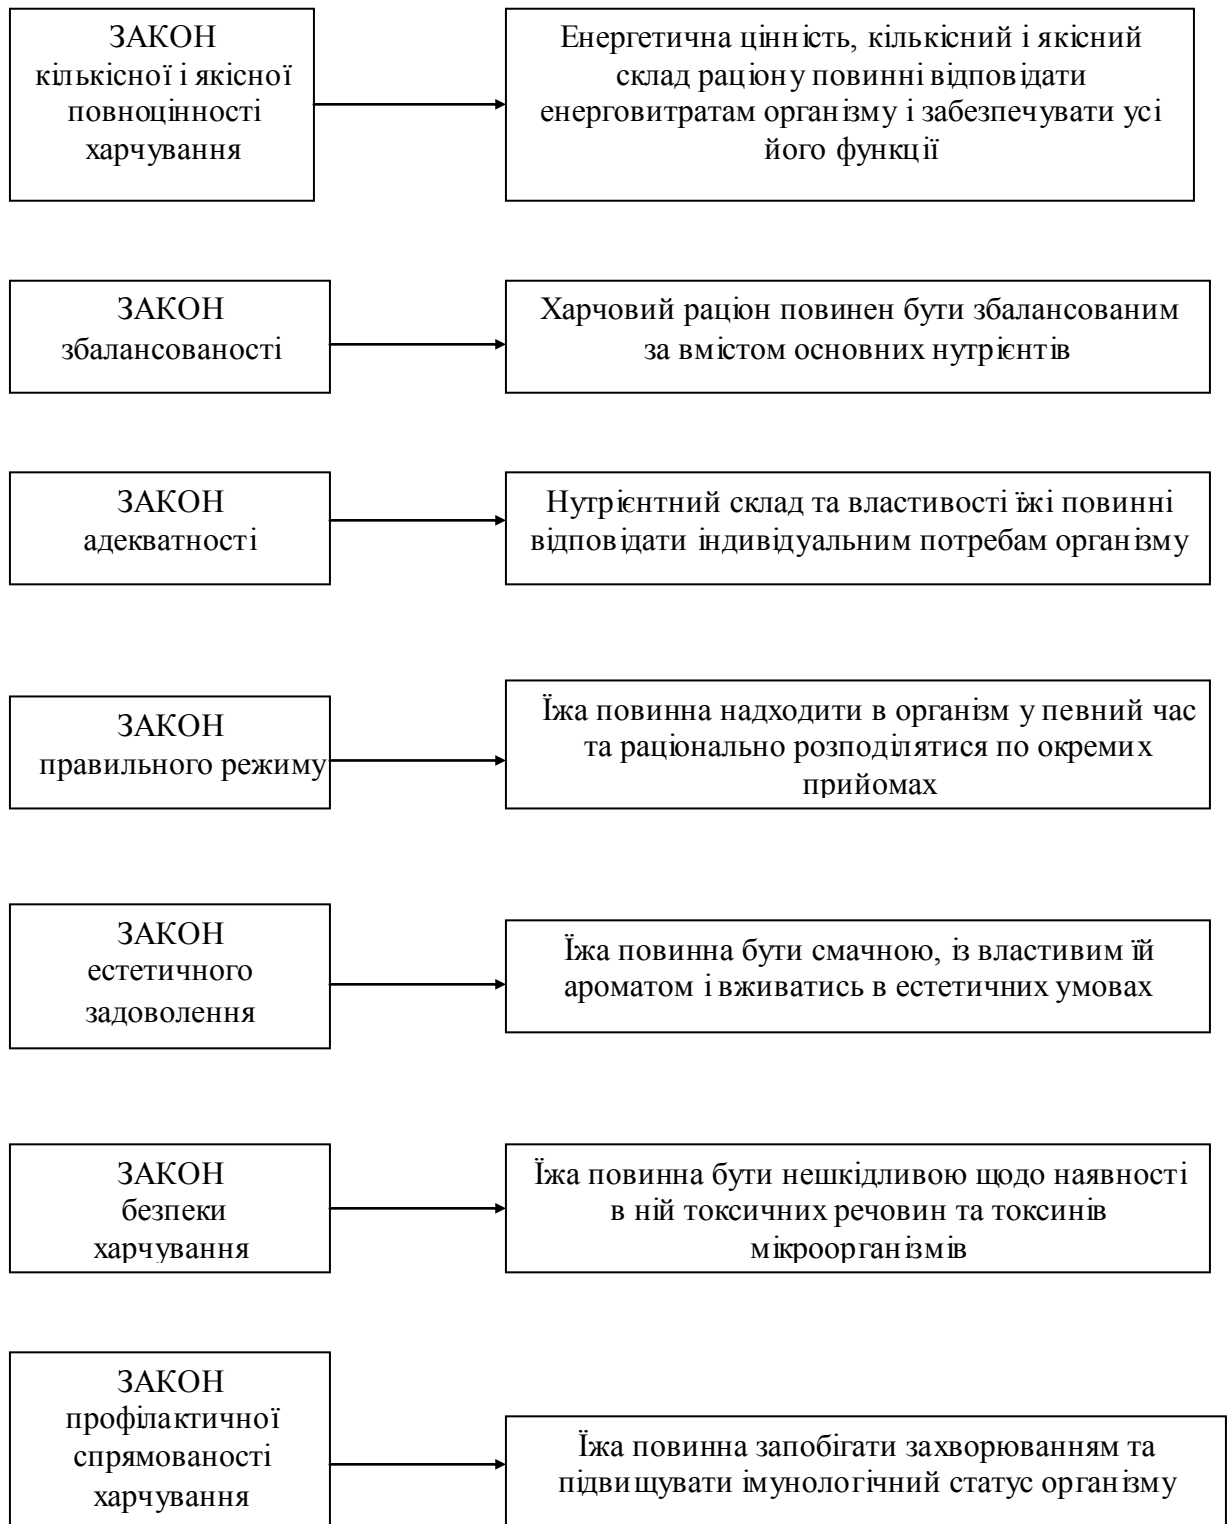 ЗАКОН
кількісної і якісної
повноцінності
харчування
Енергетична цінність, кількісний і якісний
склад раціону повинні відповідати
енерговитратам організму і забезпечувати усі
його функції
ЗАКОН
збалансованості
Харчовий раціон повинен бути збалансованим
за вмістом основних нутрієнтів
ЗАКОН
адекватності
Нутрієнтний склад та властивості їжі повинні
відповідати індивідуальним потребам організму
ЗАКОН
правильного режиму
Їжа повинна надходити в організм у певний час
та раціонально розподілятися по окремих
прийомах
ЗАКОН
естетичного
задоволення
Їжа повинна бути смачною, із властивим їй
ароматом і вживатись в естетичних умовах
ЗАКОН
безпеки
харчування
Їжа повинна бути нешкідливою щодо наявності
в ній токсичних речовин та токсинів
мікроорганізмів
ЗАКОН
профілактичної
спрямованості
харчування
Їжа повинна запобігати захворюванням та
підвищувати імунологічний статус організму